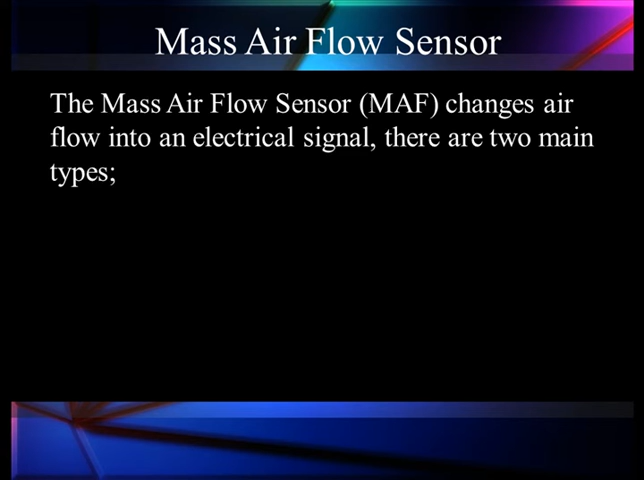 Mass Air Flow Sensor
The Mass Air Flow Sensor (MAF) changes air
flow into an electrical signal, there are two main
types;